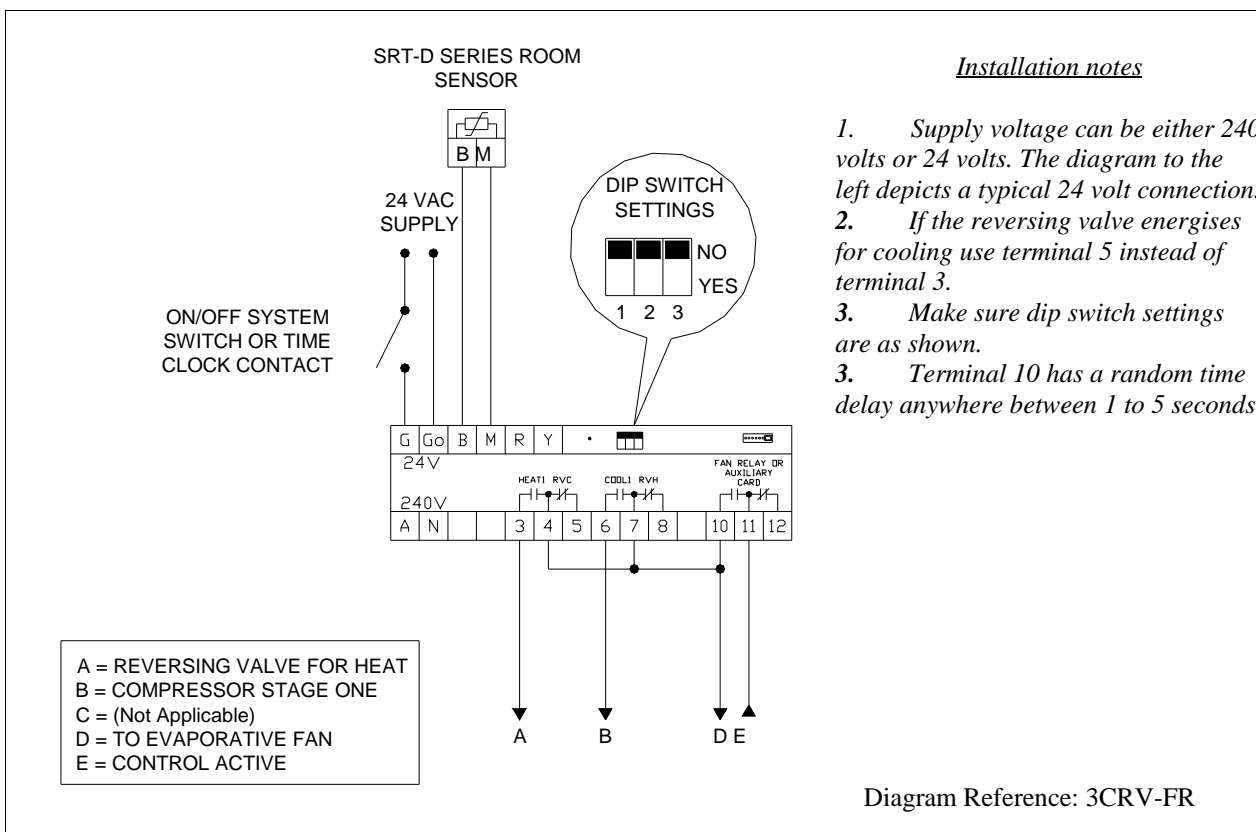 SRT-D SERIES ROOM
SENSOR
B M
24 VAC
SUPPLY
ON/OFF SYSTEM
SWITCH OR TIME
CLOCK CONTACT
DIP SWITCH
SETTINGS
NO
YES
1 2 3
G Go B M R Y
24V
HEAT1 RVC
COOL1 RVH
FAN RELAY OR
AUXILIARY
CARD
240V
A N 3 4 5 6 7 8 10 11 12
A B D E
A = REVERSING VALVE FOR HEAT
B = COMPRESSOR STAGE ONE
C = (Not Applicable)
D = TO EVAPORATIVE FAN
E = CONTROL ACTIVE
Installation notes
1. Supply voltage can be either 240
volts or 24 volts. The diagram to the
left depicts a typical 24 volt connection.
2. If the reversing valve energises
for cooling use terminal 5 instead of
terminal 3.
3. Make sure dip switch settings
are as shown.
3. Terminal 10 has a random time
delay anywhere between 1 to 5 seconds
Diagram Reference: 3CRV-FR